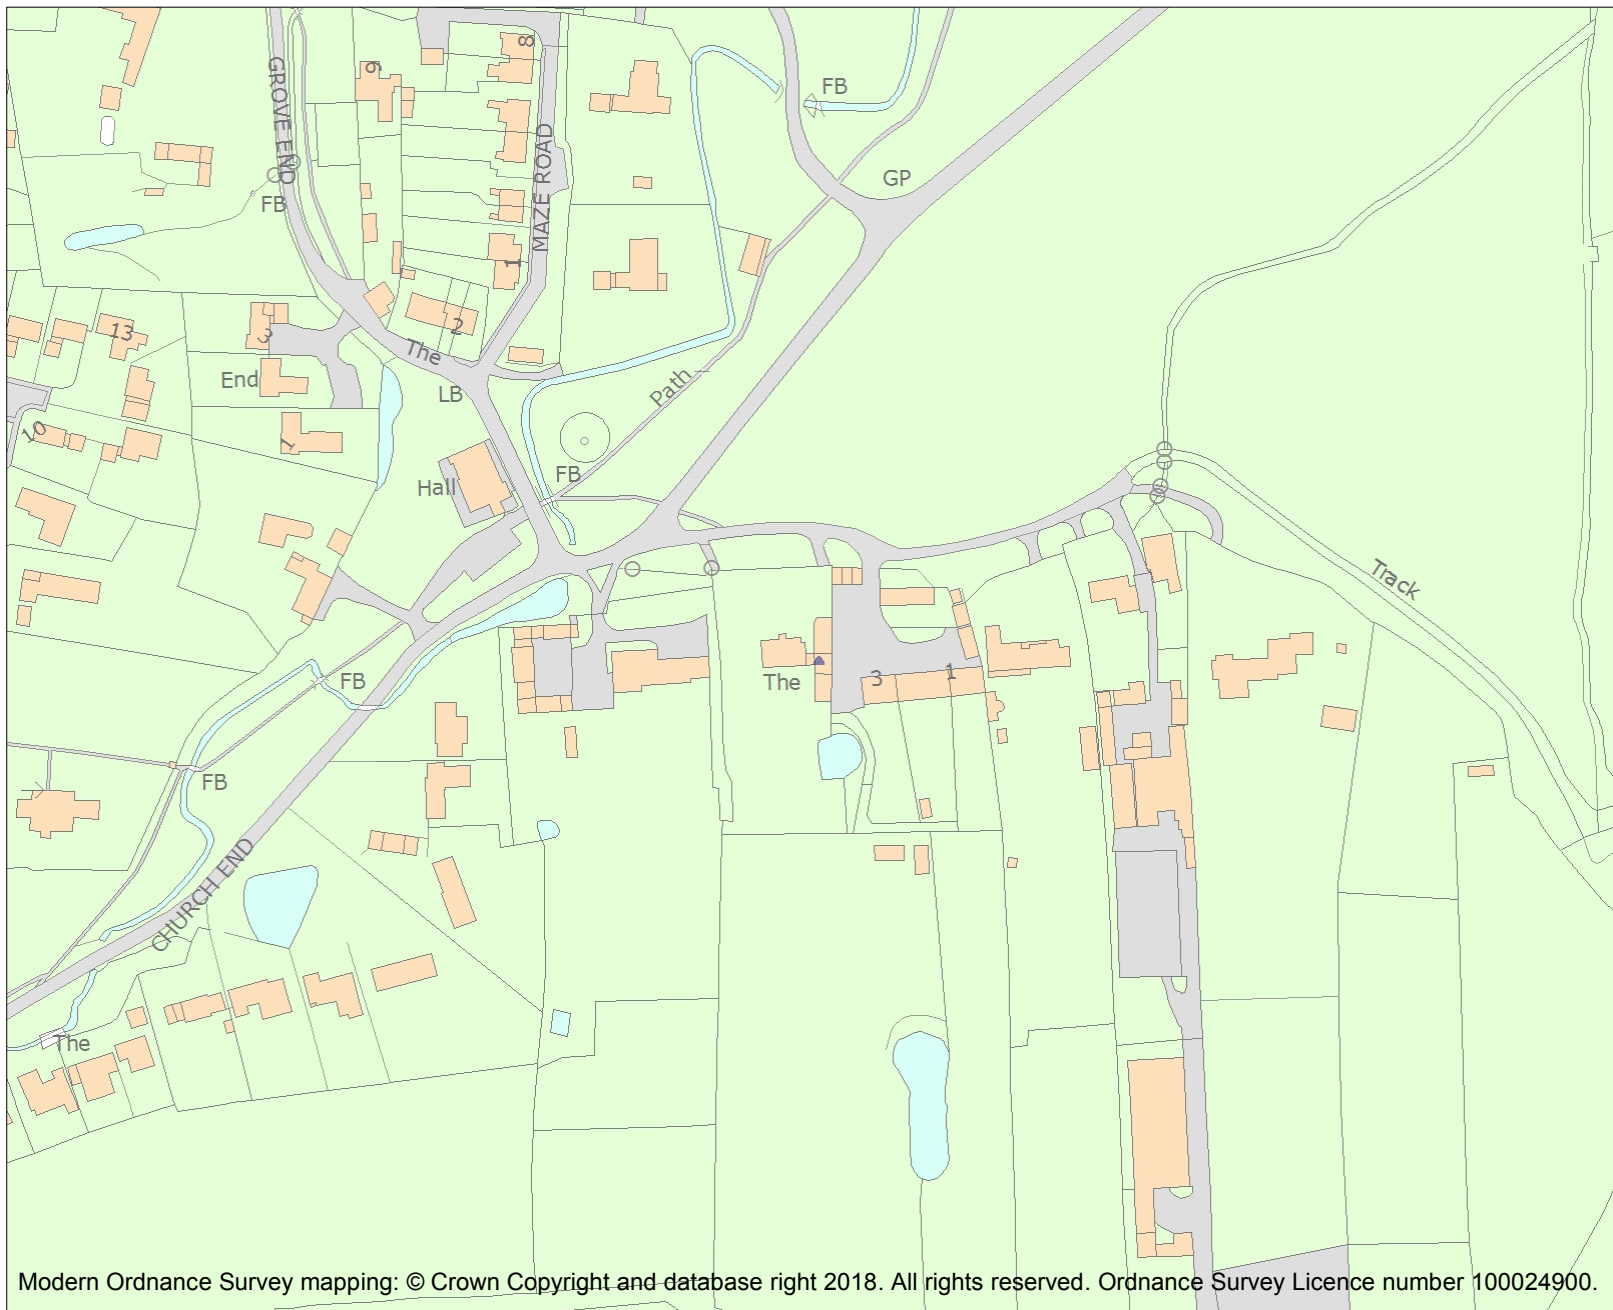 8
9
GROVE END
FB
GP
FB
MAZE ROAD
1
2
13
3
The
End
LB
Path
10
1
Hall
FB
Track
FB
The
3
1
FB
CHURCH END
The
Modern Ordnance Survey mapping: © Crown Copyright and database right 2018. All rights reserved. Ordnance Survey Licence number 100024900.